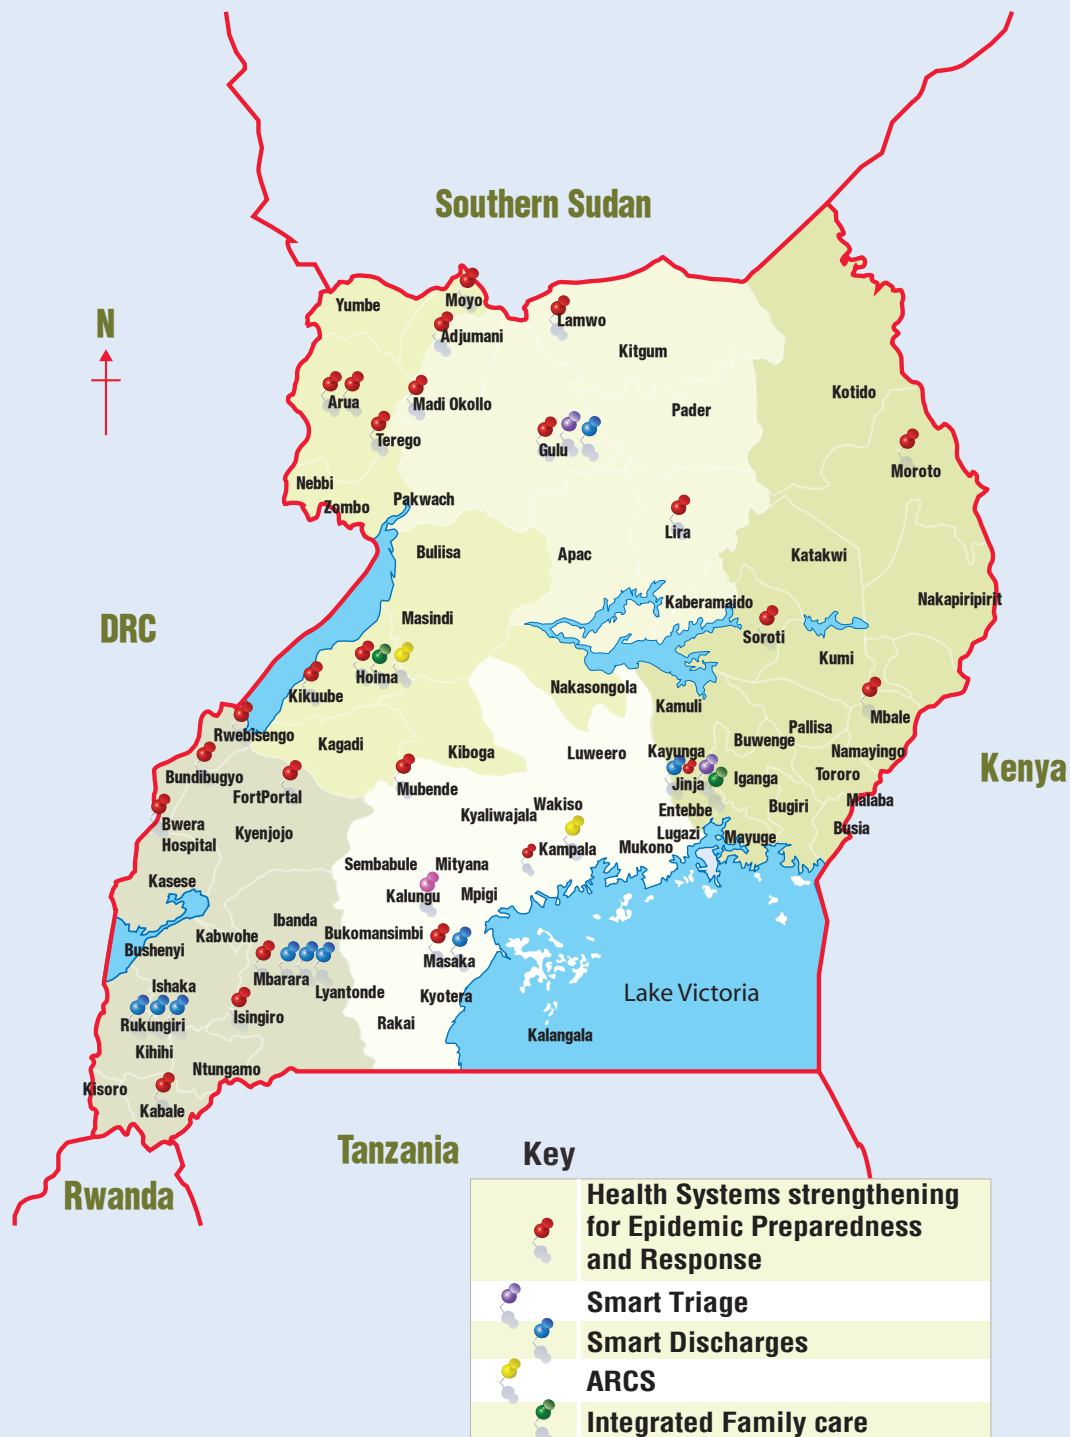 Southern Sudan
N
Yumbe
Moyo
Adjumani
Lamwo
Kitgum
Kotido
Arua
Madi Okollo
Pader
Terego
Gulu
Moroto
Nebbi
Zombo
Pakwach
Lira
Buliisa
Apac
Katakwi
Nakapiripirit
DRC
Masindi
Kaberamaido
Soroti
Kumi
Hoima
Kikuube
Nakasongola
Kamuli
Mbale
Rwebisengo
Kagadi
Kiboga
Luweero
Kayunga
Buwenge
Pallisa
Namayingo
Kenya
Bundibugyo
FortPortal
Mubende
Jinja
Iganga
Tororo
Malaba
Bwera
Hospital
Kyenjojo
Kyaliwajala
Wakiso
Entebbe
Bugiri
Busia
Kampala
Mukono
Lugazi
Mayuge
Sembabule
Mityana
Kasese
Kalungu
Mpigi
Ibanda
Kabwohe
Bukomansimbi
Bushenyi
Masaka
Mbarara
Ishaka
Lyantonde
Kyotera
Lake Victoria
Rukungiri
Isingiro
Rakai
Kalangala
Kihihi
Ntungamo
Kisoro
Kabale
Tanzania
Rwanda
Key
Health Systems strengthening
for Epidemic Preparedness
and Response
Smart Triage
Smart Discharges
ARCS
Integrated Family care